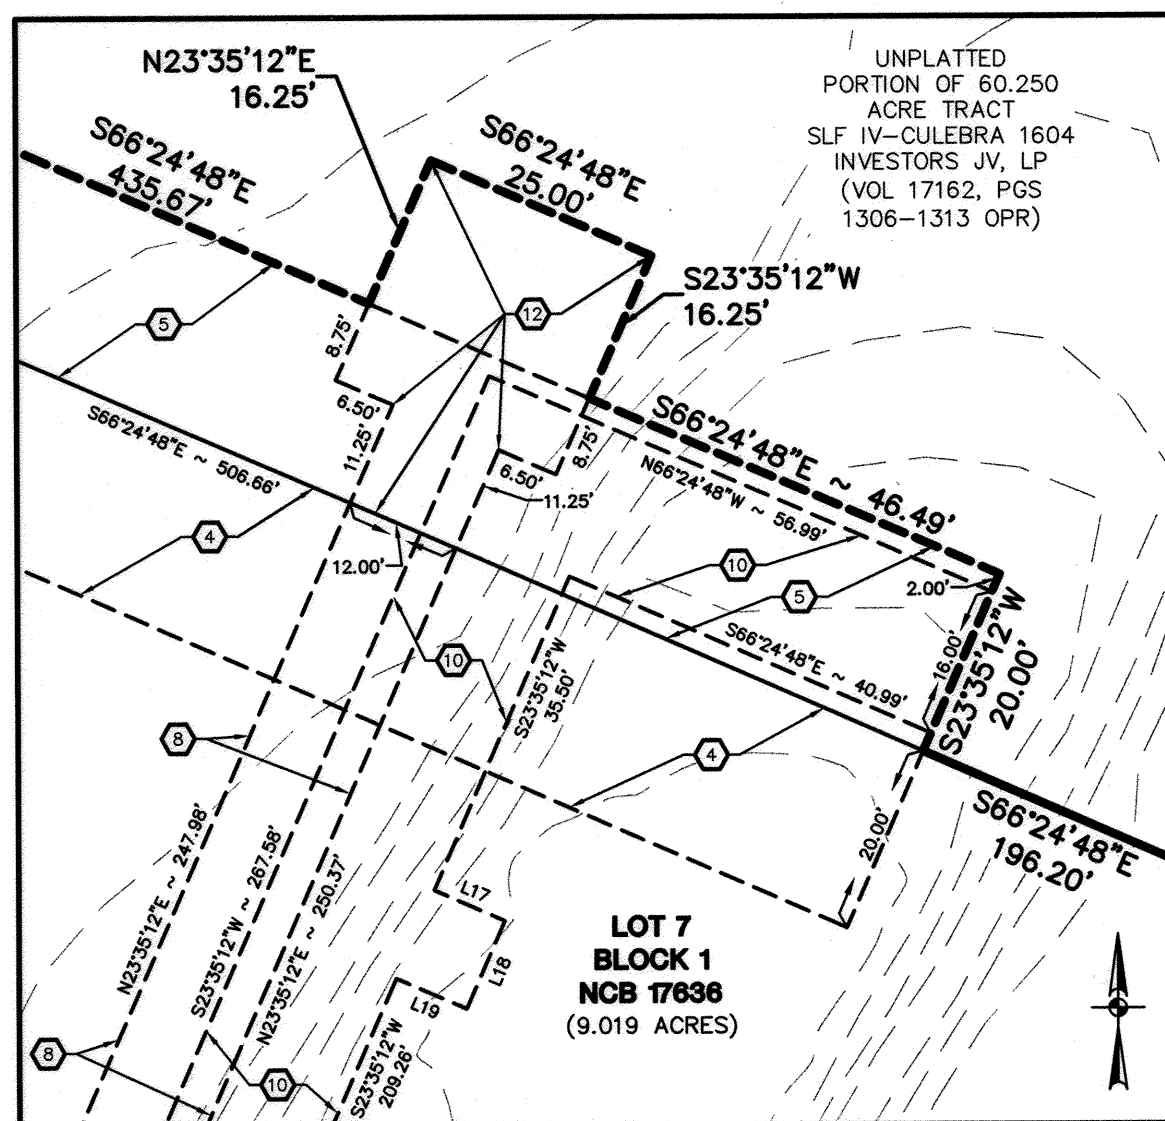 N23°35'12"E
16.25'
UNPLATTED
PORTION OF 60.250
ACRE TRACT
SLF IV-CULEBRA 1604
INVESTORS JV, LP
(VOL 17162, PGS
1306-1313 OPR)
S66°24'48"E
435.67'
S66°24'48"E
25.00'
S23°35'12"W
16.25'
12
5
8.75'
6.50'
11.25'
S66°24'48"E ~ 506.66'
8.75'
6.50'
11.25'
S66°24'48"E ~ 46.49'
N66°24'48"W ~ 56.99'
4
12.00'
10
5
2.00'
16.00'
S23°35'12"W
20.00'
S66°24'48"E ~ 40.99'
10
S23°35'12"W
35.50'
8
4
20.00'
S66°24'48"E
196.20'
N23°35'12"E ~ 247.98'
S23°35'12"W ~ 267.58'
N23°35'12"E ~ 250.37'
L17
L18
L19
LOT 7
BLOCK 1
NCB 17636
(9.019 ACRES)
8
10
S23°35'12"W
209.26'